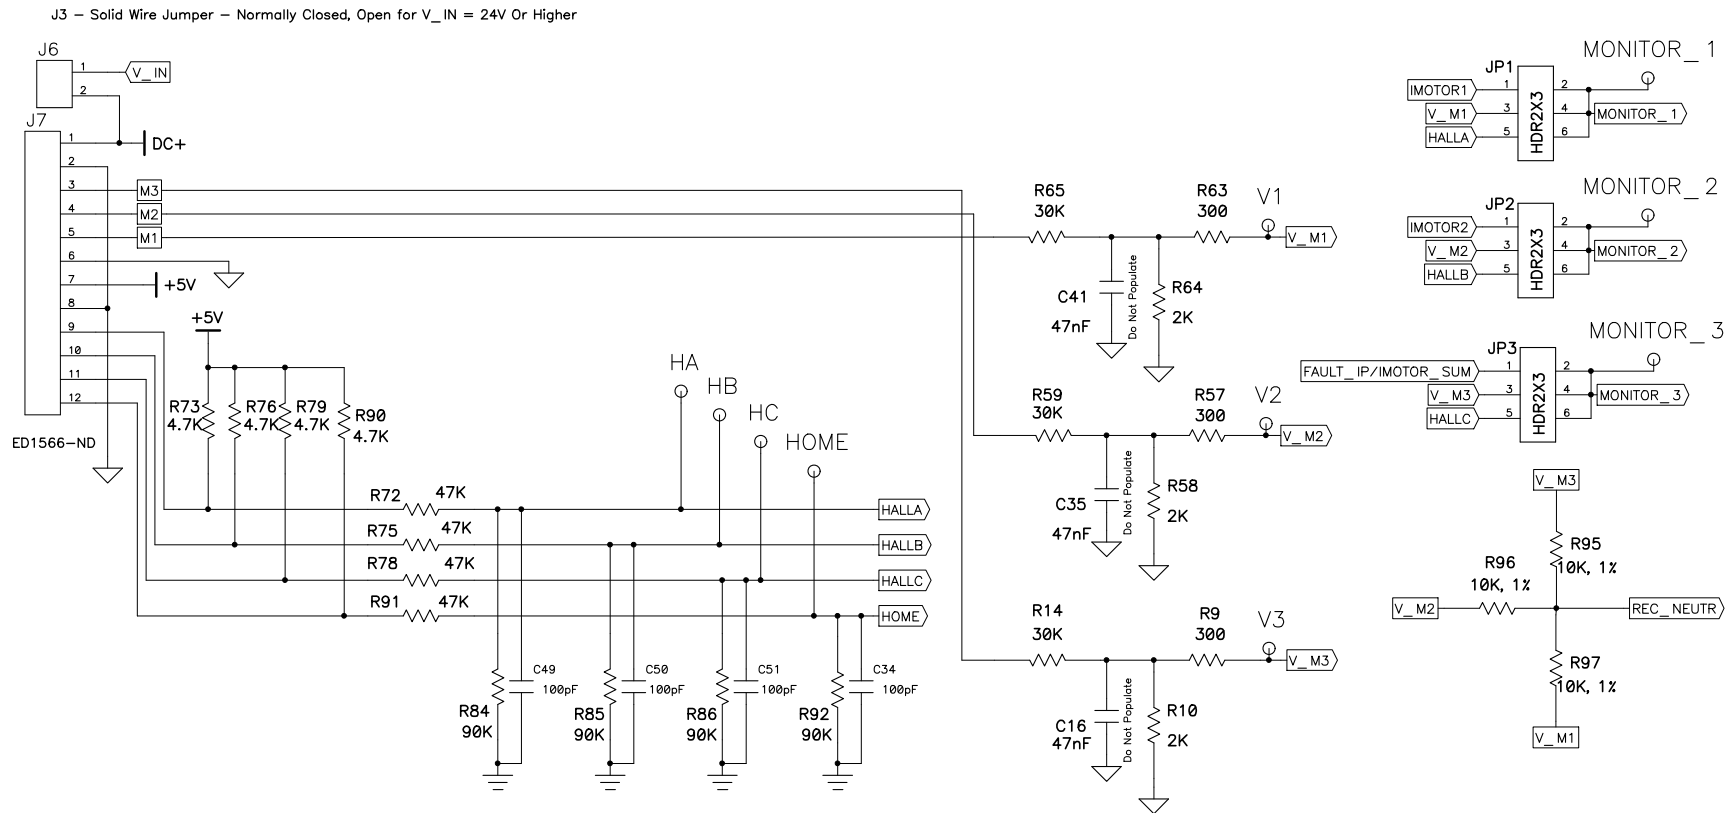 J3 – Solid Wire Jumper – Normally Closed, Open for V_IN = 24V Or Higher
J6
1
V_IN
2
J7
1
DC+
2
3
M3
4
M2
5
M1
6
7
+5V
8
9
10
11
12
ED1566-ND
+5V
R73
4.7K
R76
4.7K
R79
4.7K
R90
4.7K
HA
HB
HC
HOME
R72
47K
HALLA
R75
47K
HALLB
R78
47K
HALLC
R91
47K
HOME
C49
100pF
R84
90K
C50
100pF
R85
90K
C51
100pF
R86
90K
C34
100pF
R92
90K
R65
30K
R63
300
V1
V_M1
C41
47nF
Do Not Populate
R64
2K
R59
30K
R57
300
V2
V_M2
C35
47nF
Do Not Populate
R58
2K
R14
30K
R9
300
V3
V_M3
C16
47nF
Do Not Populate
R10
2K
MONITOR_1
JP1
IMOTOR1
1
2
V_M1
3
4
MONITOR_1
HALLA
5
6
HDR2X3
MONITOR_2
JP2
IMOTOR2
1
2
V_M2
3
4
MONITOR_2
HALLB
5
6
HDR2X3
MONITOR_3
JP3
FAULT_IP/IMOTOR_SUM
1
2
V_M3
3
4
MONITOR_3
HALLC
5
6
HDR2X3
V_M3
R95
10K, 1%
R96
10K, 1%
V_M2
REC_NEUTR
R97
10K, 1%
V_M1